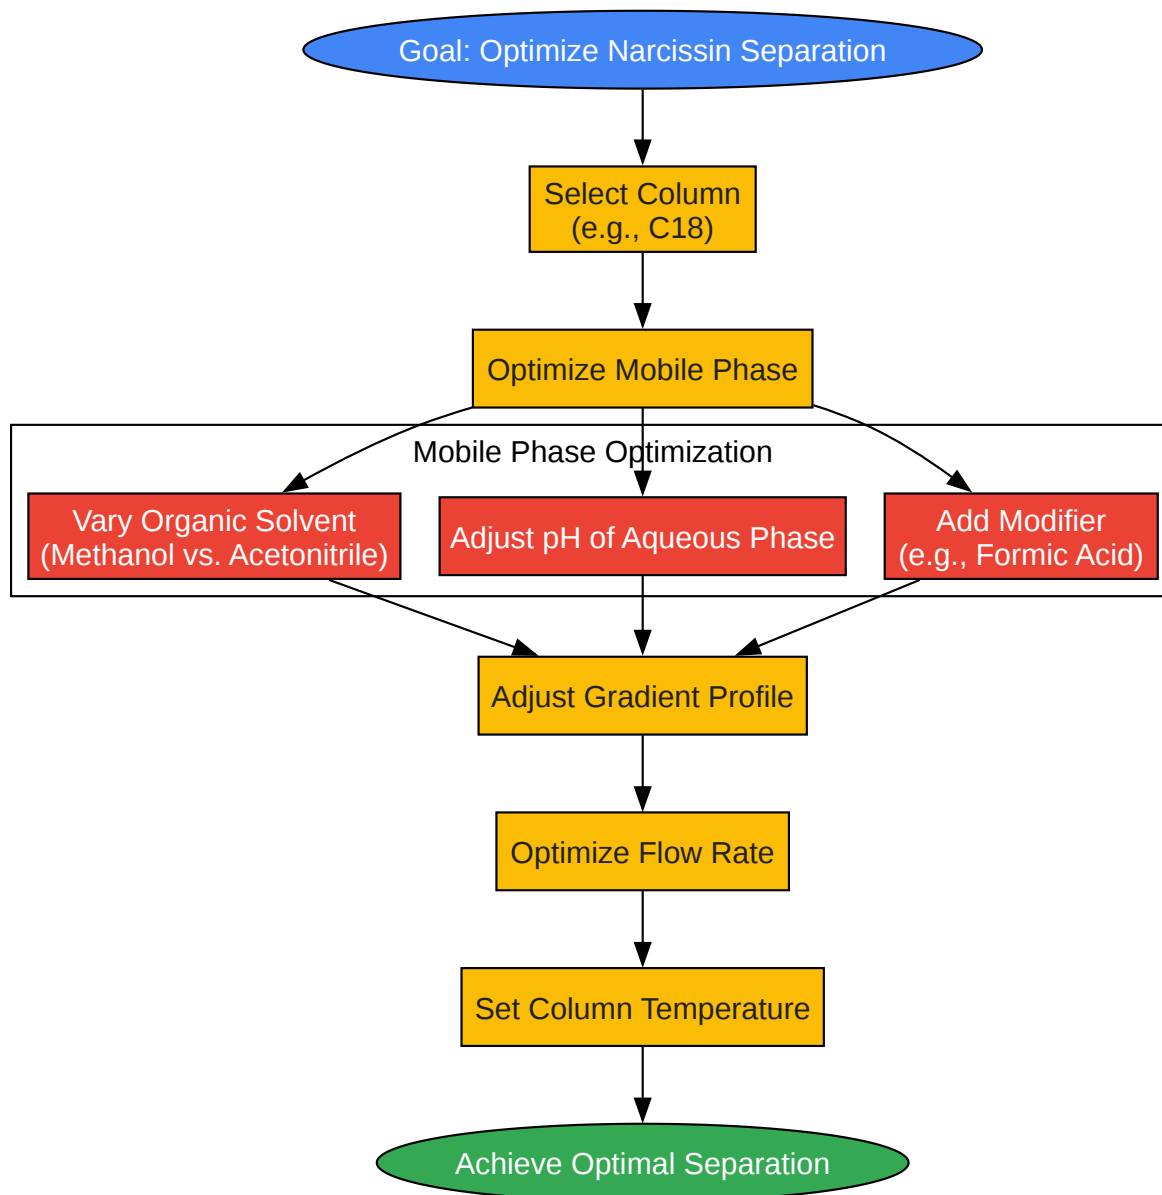 Goal: Optimize Narcissin Separation
Select Column
(e.g., C18)
Optimize Mobile Phase
Mobile Phase Optimization
Vary Organic Solvent
(Methanol vs. Acetonitrile)
Adjust pH of Aqueous Phase
Add Modifier
(e.g., Formic Acid)
Adjust Gradient Profile
Optimize Flow Rate
Set Column Temperature
Achieve Optimal Separation